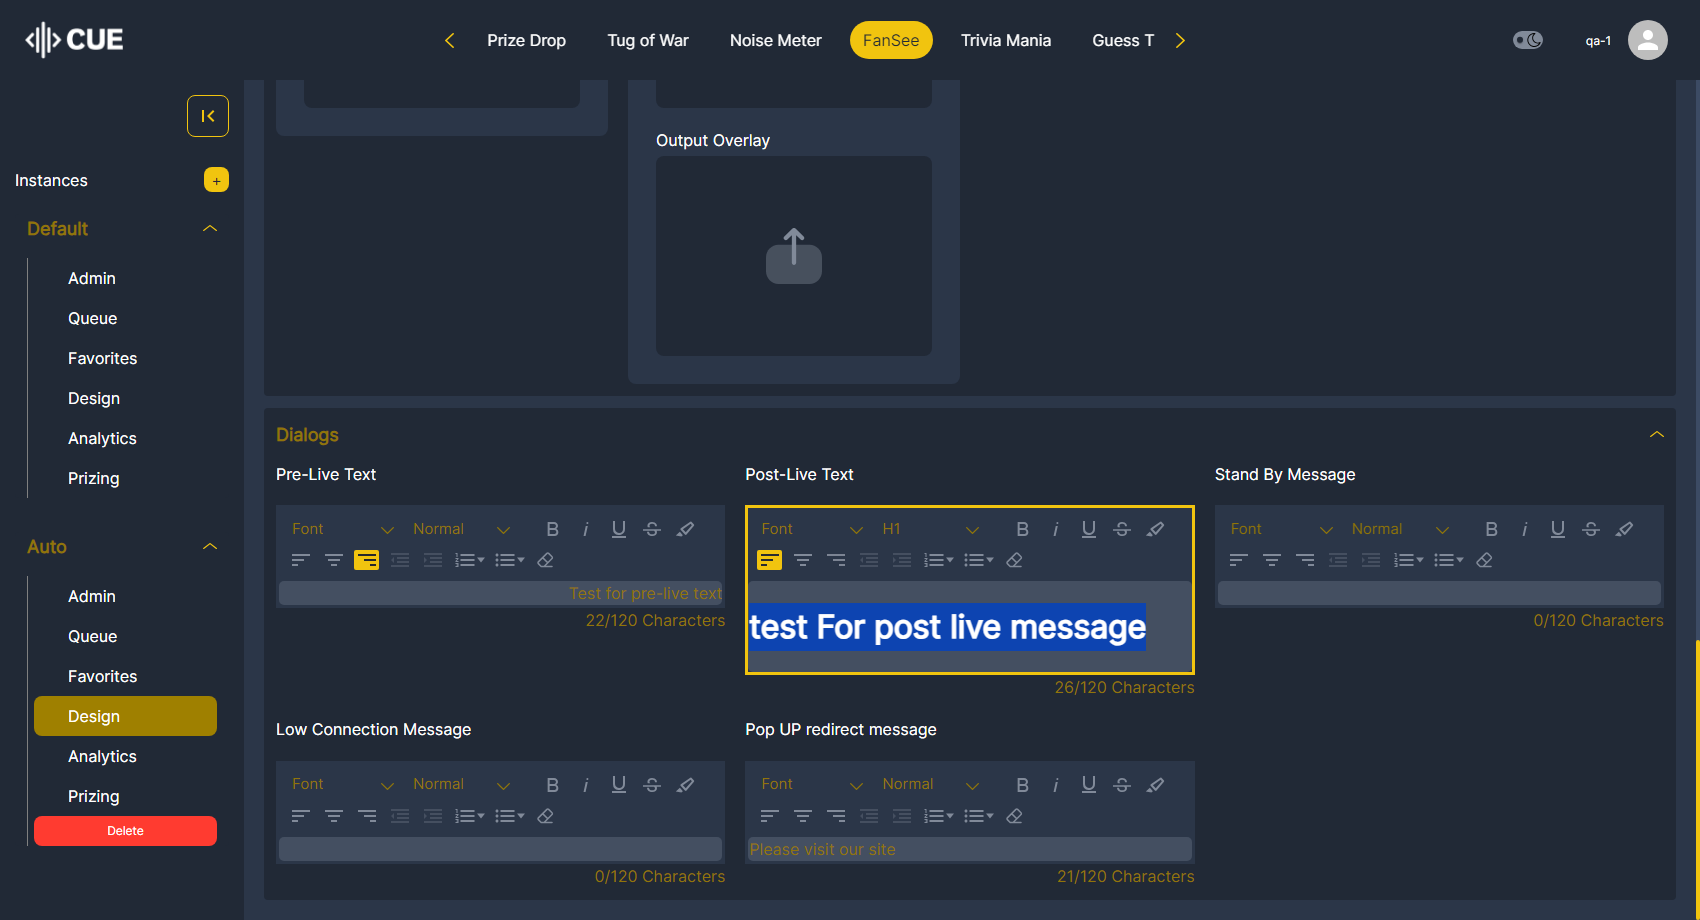 CUE
Prize Drop
Tug of War
Noise Meter
FanSee
Trivia Mania
Guess T
qa-1
Instances
+
Default
Admin
Queue
Favorites
Design
Analytics
Prizing
Auto
Admin
Queue
Favorites
Design
Analytics
Prizing
Delete
Output Overlay
Dialogs
Pre-Live Text
Font Normal B i U S
Test for pre-live text
22/120 Characters
Post-Live Text
Font H1 B i U S
test For post live message
26/120 Characters
Stand By Message
Font Normal B i U S
0/120 Characters
Low Connection Message
Font Normal B i U S
0/120 Characters
Pop UP redirect message
Font Normal B i U S
Please visit our site
21/120 Characters